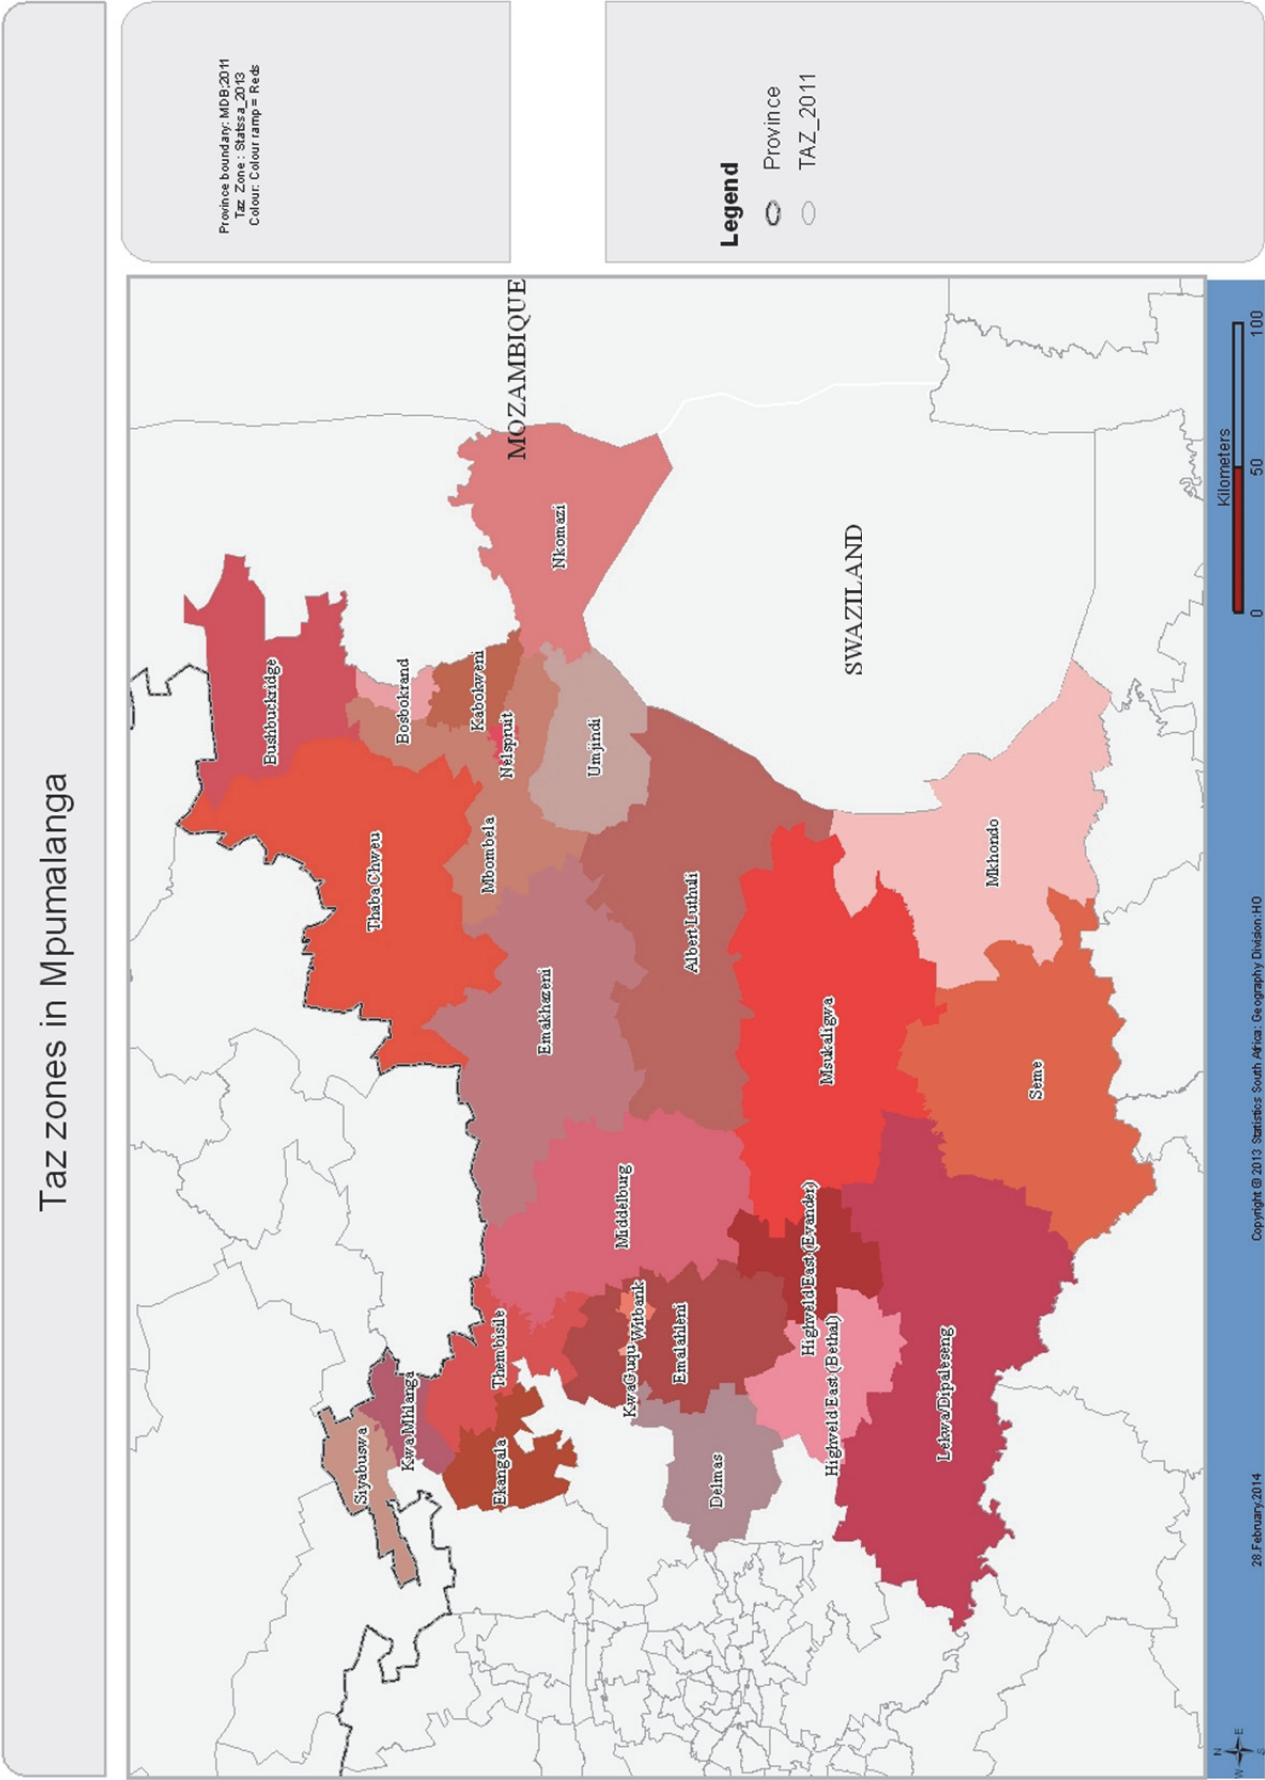 Taz zones in Mpumalanga
Province boundary: MDB:2011
Taz Zone : Statssa_2013
Colour: Colour ramp = Reds
Legend
Province
TAZ_2011
MOZAMBIQUE
SWAZILAND
Bushbuckridge
Bosbokrand
Thaba Chweu
Kabokweni
Nelspruit
Mbombela
Nkomazi
Umjindi
Siyabuswa
Kwa Mhlanga
Ekangala
Thembisile
Emakhazeni
Middelburg
Albert Luthuli
KwaGuqu
Witbank
Emalahleni
Delmas
Highveld East (Evander)
Highveld East (Bethal)
Msukaligwa
Mkhondo
Lekwa/Dipaleseng
Seme
N
W
E
S
28.February.2014
Copyright @ 2013 Statistics South Africa: Geography Division:HO
Kilometers
0
50
100